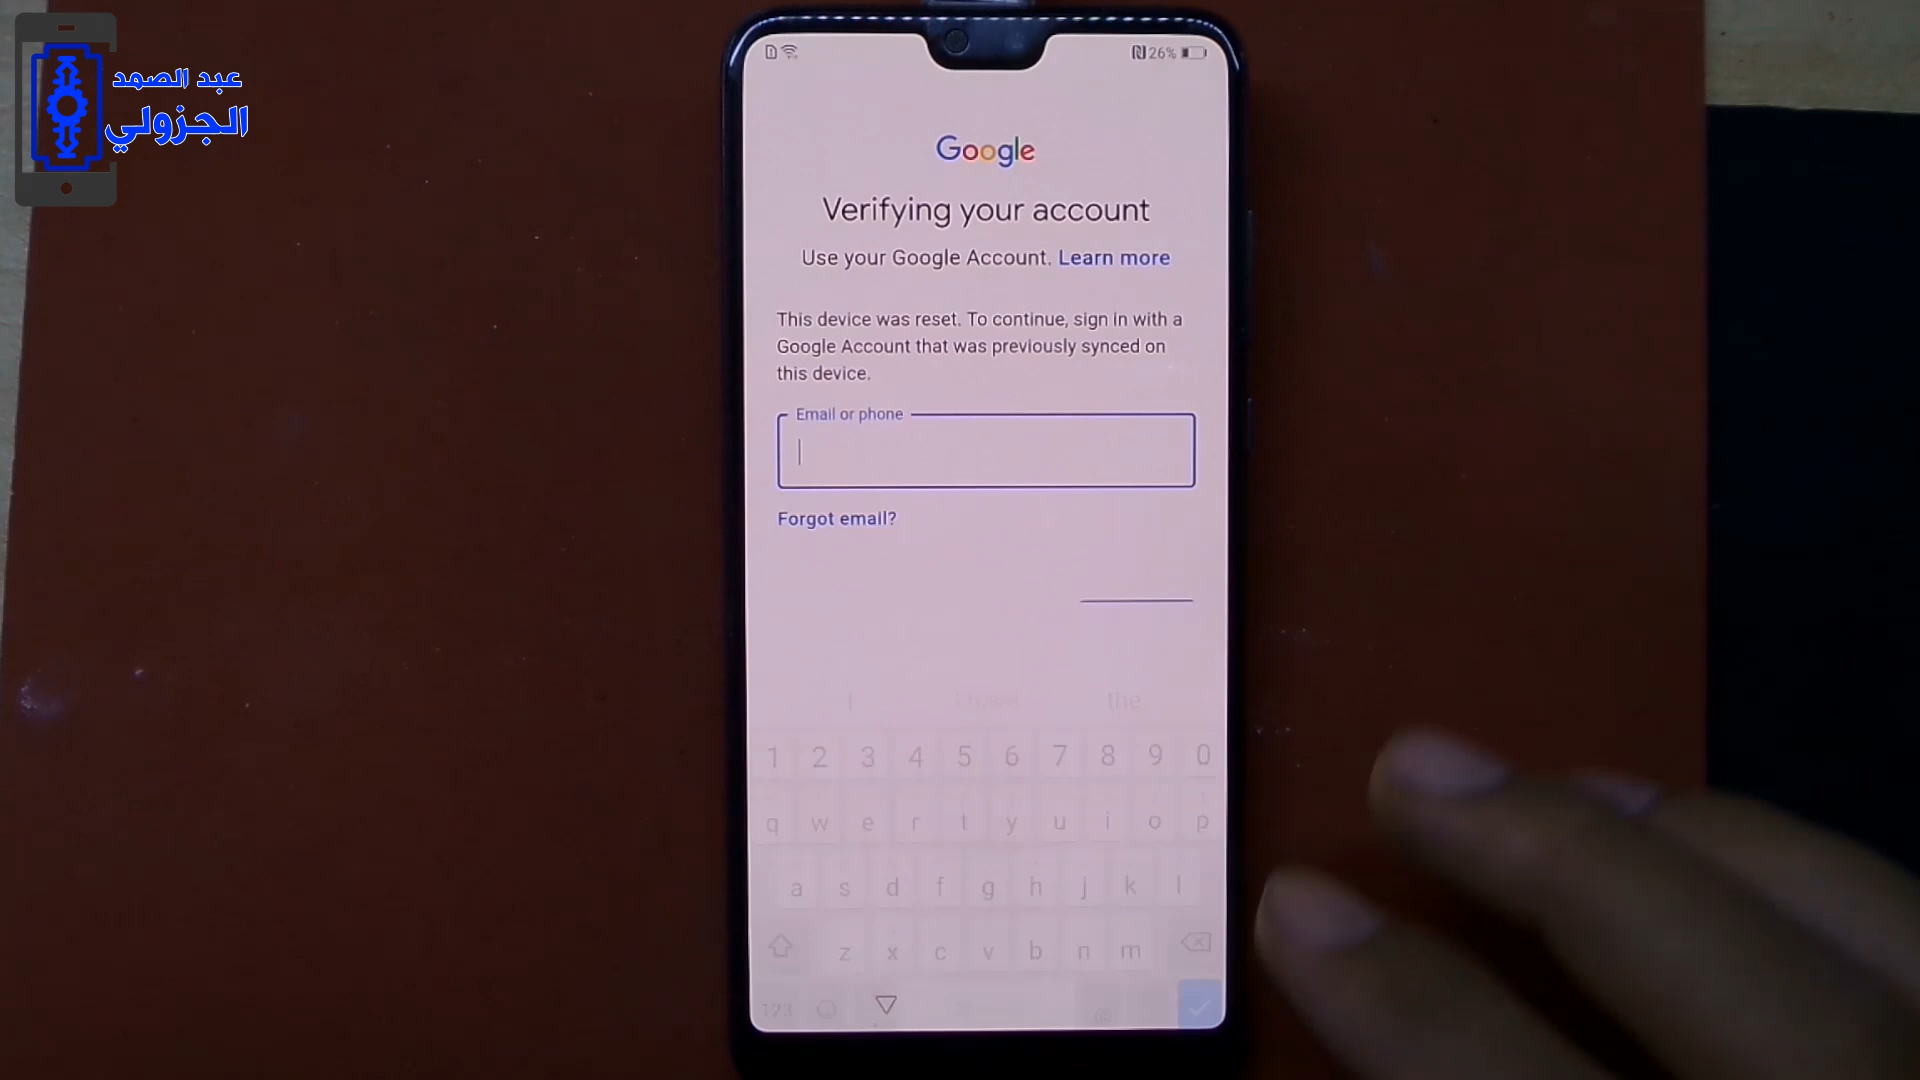 عبد الصمد
الجزولي
26%
Google
Verifying your account
Use your Google Account. Learn more
This device was reset. To continue, sign in with a
Google Account that was previously synced on
this device.
Email or phone
Forgot email?
I
the
1 2 3 4 5 6 7 8 9 0
q w e r t y u i o p
a s d f g h j k l
z x c v b n m
123